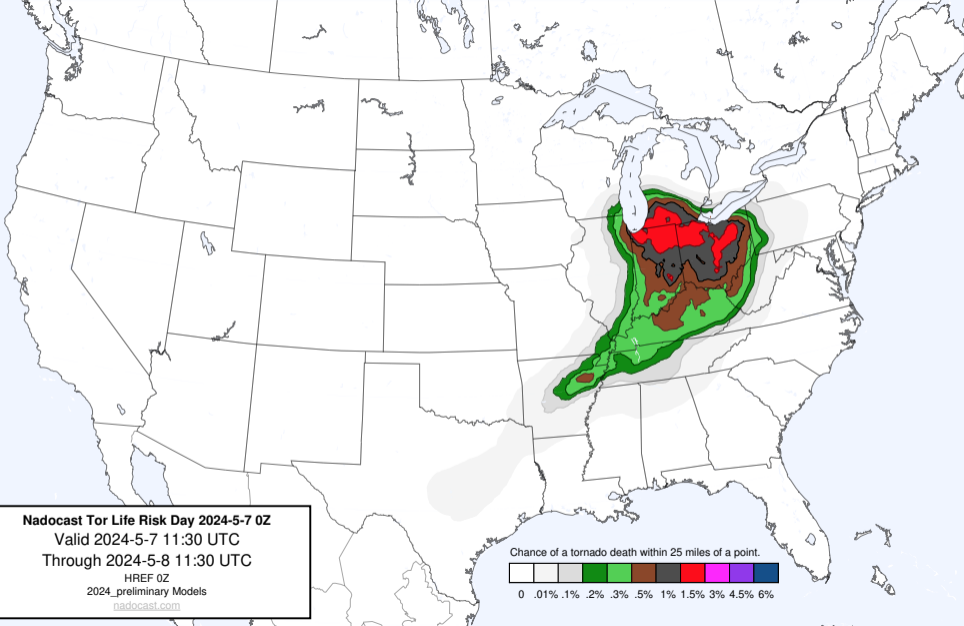 Nadocast Tor Life Risk Day 2024-5-7 0Z
Valid 2024-5-7 11:30 UTC
Through 2024-5-8 11:30 UTC
HREF 0Z
2024_preliminary Models
nadocast.com
Chance of a tornado death within 25 miles of a point.
0 .01% .1% .2% .3% .5% 1% 1.5% 3% 4.5% 6%